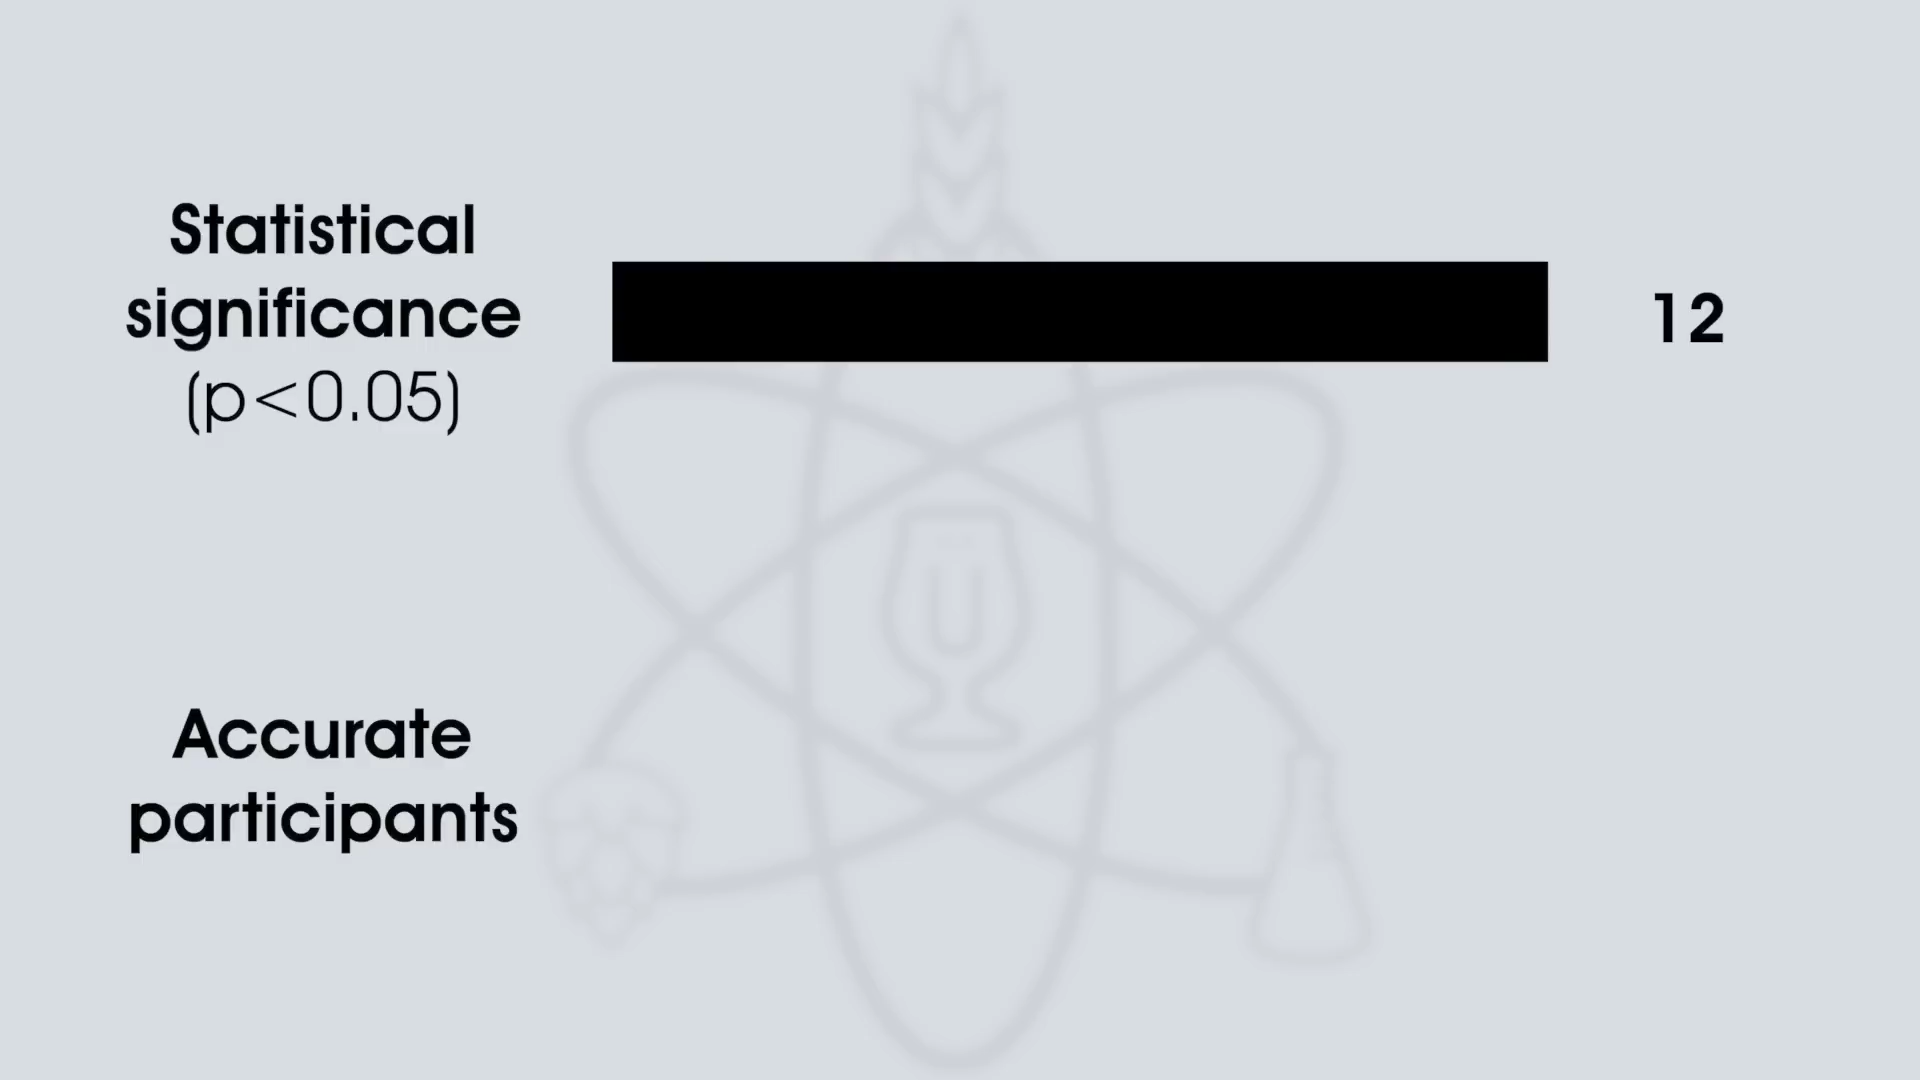 Statistical
significance
(p<0.05)
12
Accurate
participants